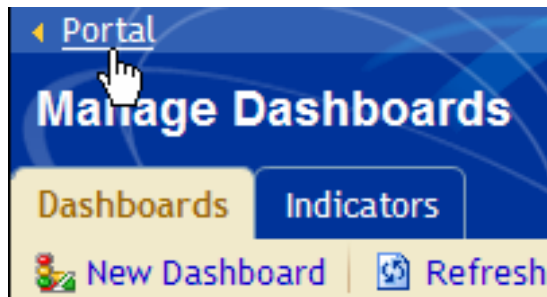 Portal
Manage Dashboards
Dashboards Indicators
New Dashboard Refresh